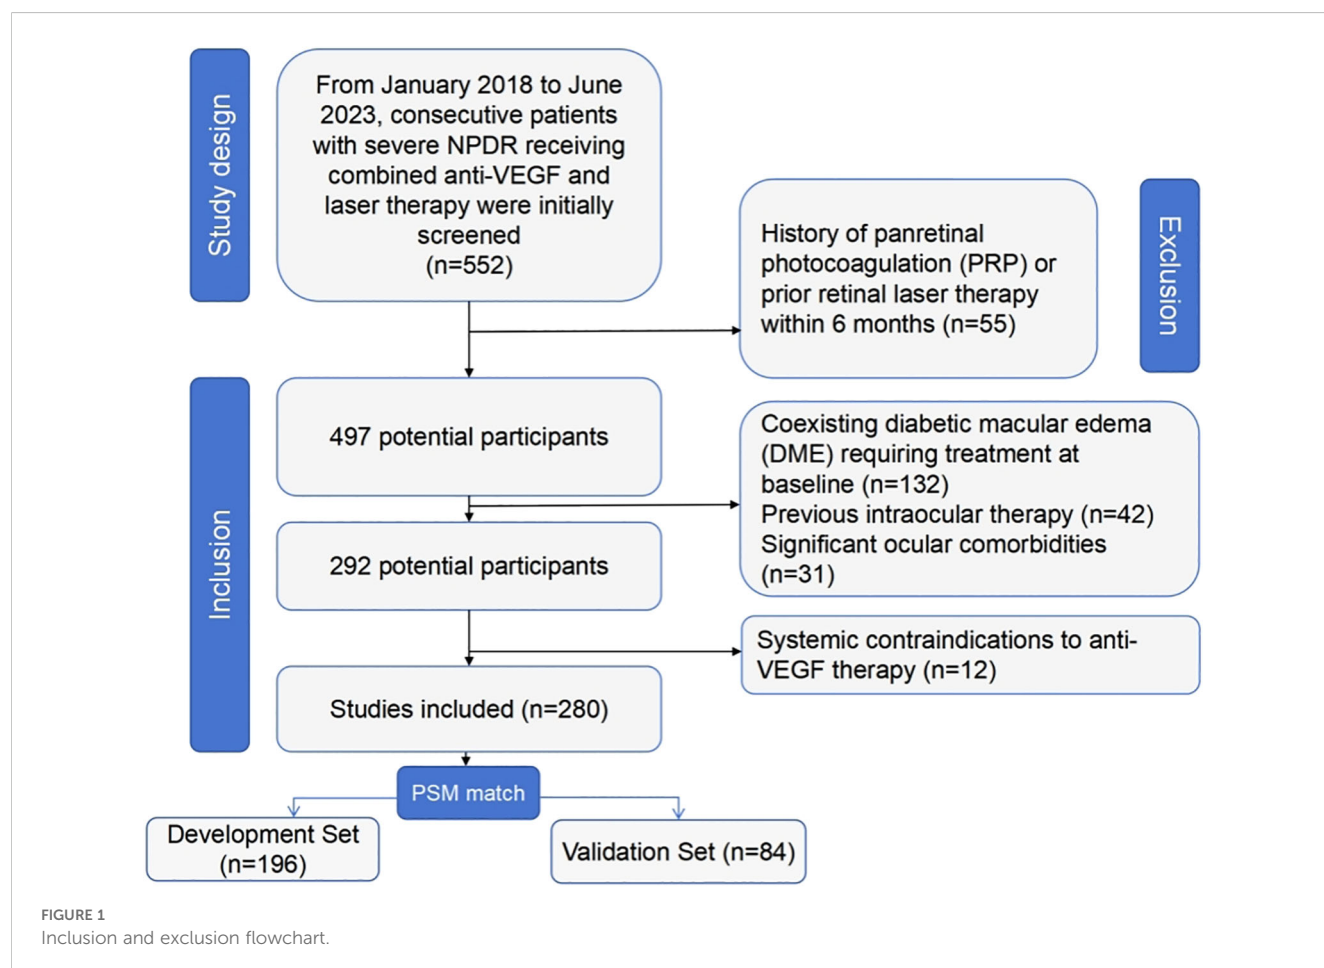 Study design
From January 2018 to June
2023, consecutive patients
with severe NPDR receiving
combined anti-VEGF and
laser therapy were initially
screened
(n=552)
Exclusion
History of panretinal
photocoagulation (PRP) or
prior retinal laser therapy
within 6 months (n=55)
Inclusion
497 potential participants
Coexisting diabetic macular edema
(DME) requiring treatment at
baseline (n=132)
Previous intraocular therapy (n=42)
Significant ocular comorbidities
(n=31)
292 potential participants
Systemic contraindications to anti-
VEGF therapy (n=12)
Studies included (n=280)
PSM match
Development Set
(n=196)
Validation Set (n=84)
FIGURE 1
Inclusion and exclusion flowchart.